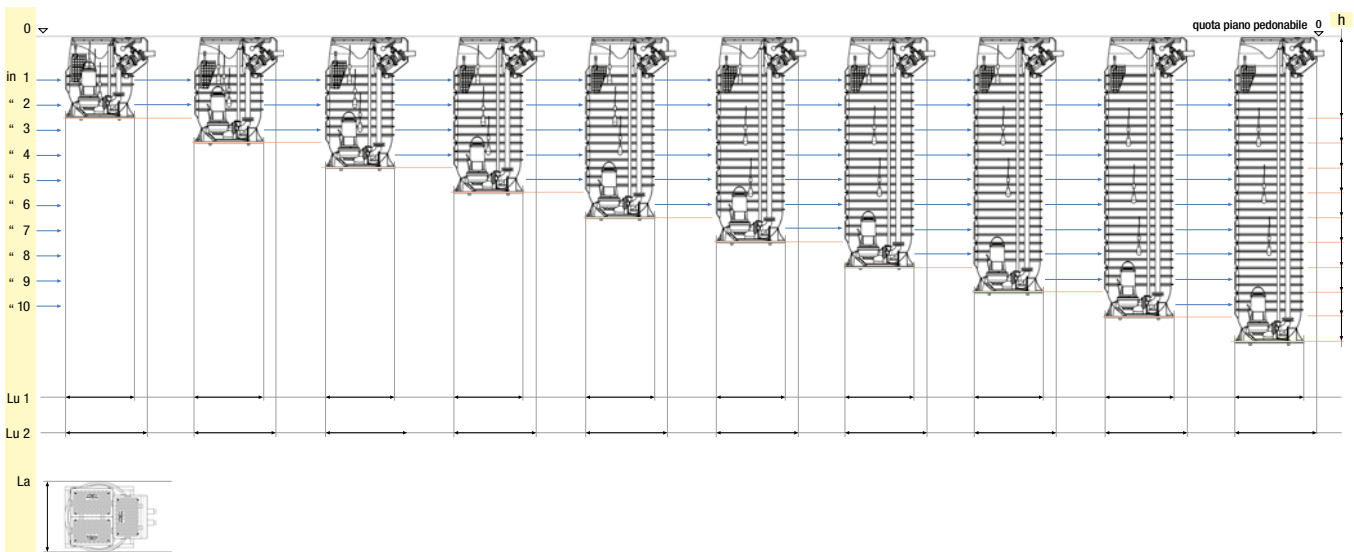 0
quota piano pedonabile 0
h
in 1
“ 2
“ 3
“ 4
“ 5
“ 6
“ 7
“ 8
“ 9
“ 10
Lu 1
Lu 2
La